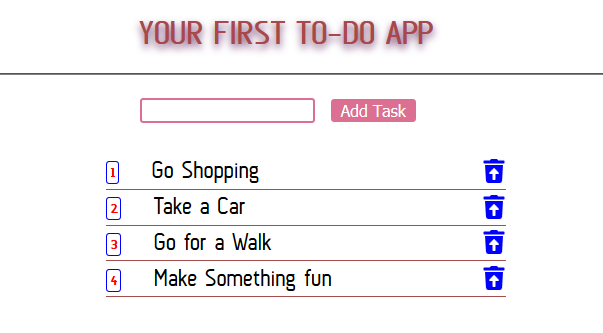 YOUR FIRST TO-DO APP
Add Task
1 Go Shopping
2 Take a Car
3 Go for a Walk
4 Make Something fun